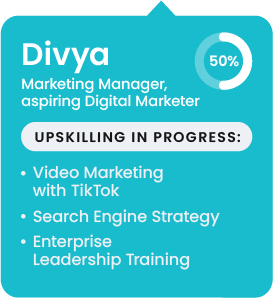 Divya
50%
Marketing Manager,
aspiring Digital Marketer
UPSKILLING IN PROGRESS:
• Video Marketing
with TikTok
• Search Engine Strategy
• Enterprise
Leadership Training